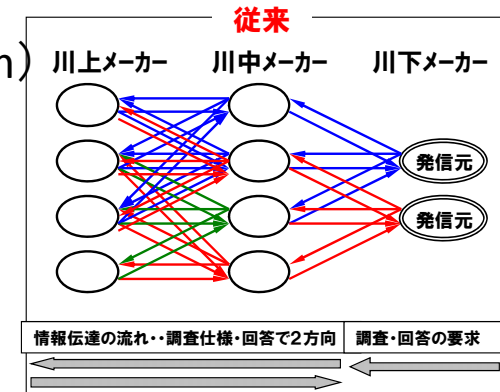 従来
n)
川上メーカー 川中メーカー 川下メーカー
発信元
発信元
情報伝達の流れ・・調査仕様・回答で2方向 調査・回答の要求